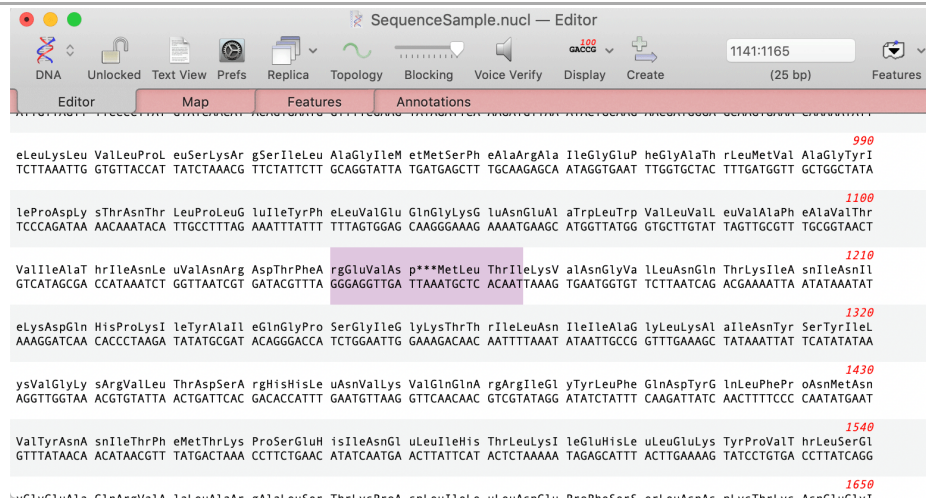 SequenceSample.nucl — Editor
100
GACCG
1141:1165
DNA Unlocked Text View Prefs Replica Topology Blocking Voice Verify Display Create (25 bp) Features
Editor Map Features Annotations
990
eLeuLysLeu ValLeuProL euSerLysAr gSerIleLeu AlaGlyIleM etMetSerPh eAlaArgAla IleGlyGluP heGlyAlaTh rLeuMetVal AlaGlyTyrI
TCTTAAATTG GTGTTACCAT TATCTAAACG TTCTATTCTT GCAGGTATTA TGATGAGCTT TGCAAGAGCA ATAGGTGAAT TTGGTGCTAC TTTGATGGTT GCTGGCTATA
1100
leProAspLy sThrAsnThr LeuProLeuG luIleTyrPh eLeuValGlu GlnGlyLysG luAsnGluAl aTrpLeuTrp ValLeuValL euValAlaPh eAlaValThr
TCCCAGATAA AACAAATACA TTGCCTTTAG AAATTTATTT TTTAGTGGAG CAAGGGAAAG AAAATGAAGC ATGGTTATGG GTGCTTGTAT TAGTTGCGTT TGCGGTAACT
1210
ValIleAlaT hrIleAsnLe uValAsnArg AspThrPheA rgGluValAs p***MetLeu ThrIleLysV alAsnGlyVa lLeuAsnGln ThrLysIleA snIleAsnIl
GTCATAGCGA CCATAAATCT GGTTAATCGT GATACGTTTA GGGAGGTTGA TTAAATGCTC ACAATTAAAG TGAATGGTGT TCTTAATCAG ACGAAAATTA ATATAAATAT
1320
eLysAspGln HisProLysI leTyrAlaIl eGlnGlyPro SerGlyIleG lyLysThrTh rIleLeuAsn IleIleAlaG lyLeuLysAl aIleAsnTyr SerTyrIleL
AAAGGATCAA CACCCTAAGA TATATGCGAT ACAGGGACCA TCTGGAATTG GAAAGACAAC AATTTTAAAT ATAATTGCCG GTTTGAAAGC TATAAATTAT TCATATATAA
1430
ysValGlyLy sArgValLeu ThrAspSerA rgHisHisLe uAsnValLys ValGlnGlnA rgArgIleGl yTyrLeuPhe GlnAspTyrG lnLeuPhePr oAsnMetAsn
AGGTTGGTAA ACGTGTATTA ACTGATTCAC GACACCATTT GAATGTTAAG GTTCAACAAC GTCGTATAGG ATATCTATTT CAAGATTATC AACTTTTCCC CAATATGAAT
1540
ValTyrAsnA snIleThrPh eMetThrLys ProSerGluH isIleAsnGl uLeuIleHis ThrLeuLysI leGluHisLe uLeuGluLys TyrProValT hrLeuSerGl
GTTTATAACA ACATAACGTT TATGACTAAA CCTTCTGAAC ATATCAATGA ACTTATTCAT ACTCTAAAAA TAGAGCATTT ACTTGAAAAG TATCCTGTGA CCTTATCAGG
1650